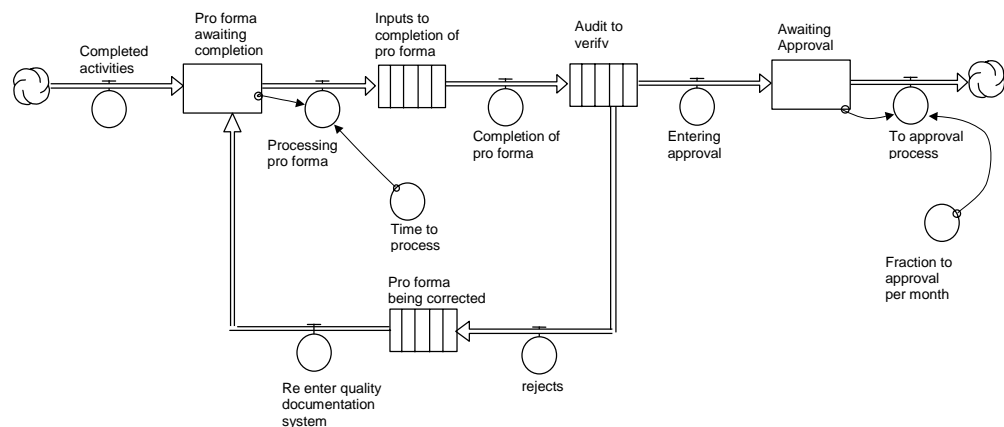 Completed
activities
Pro forma
awaiting
completion
Inputs to
completion of
pro forma
Audit to
verify
Awaiting
Approval
Processing
pro forma
Completion of
pro forma
Entering
approval
To approval
process
Time to
process
Fraction to
approval
per month
Pro forma
being corrected
Re enter quality
documentation
system
rejects